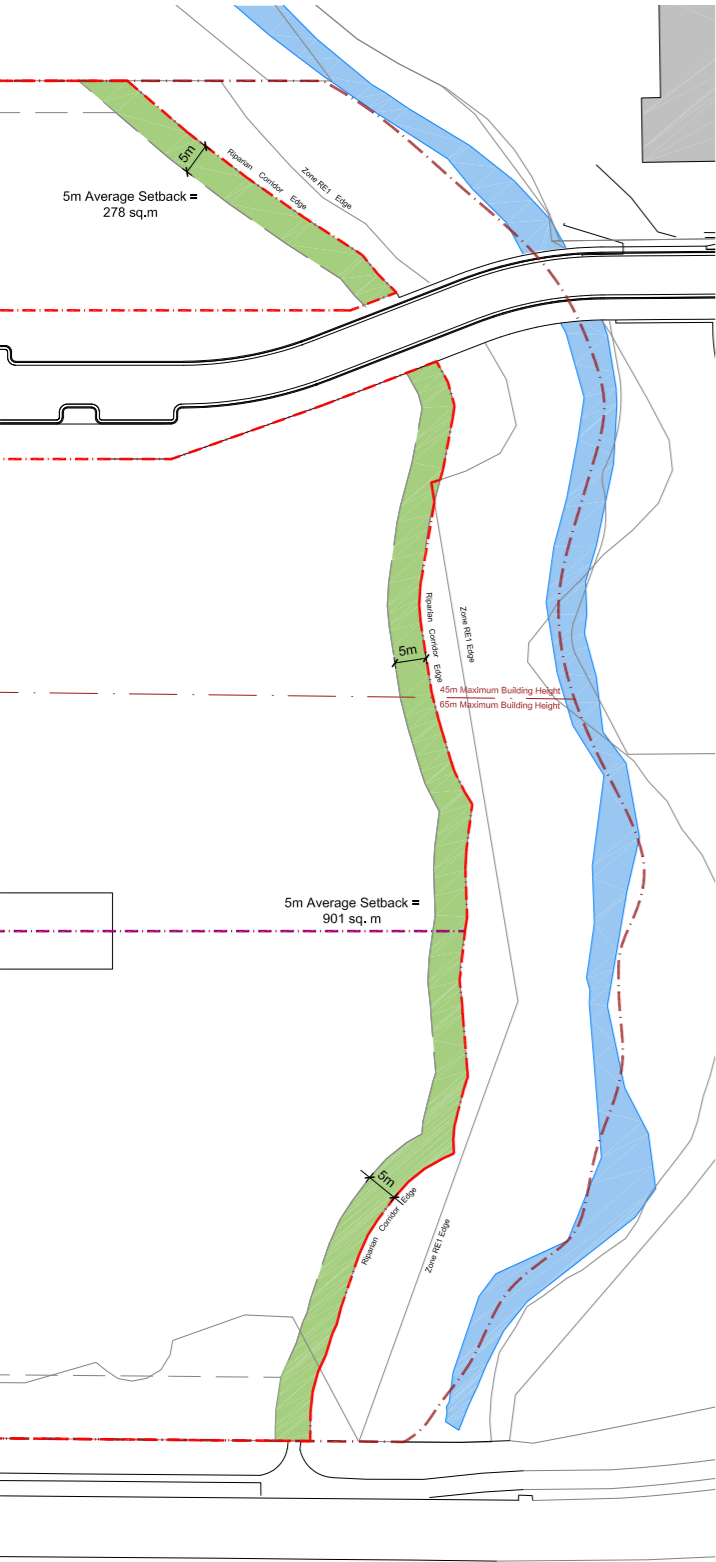 5m
Riparian Corridor Edge
Zone RE1 Edge
5m Average Setback =
278 sq.m
Riparian Corridor Edge
Zone RE1 Edge
5m
45m Maximum Building Height
65m Maximum Building Height
5m Average Setback =
901 sq. m
5m
Riparian Corridor Edge
Zone RE1 Edge